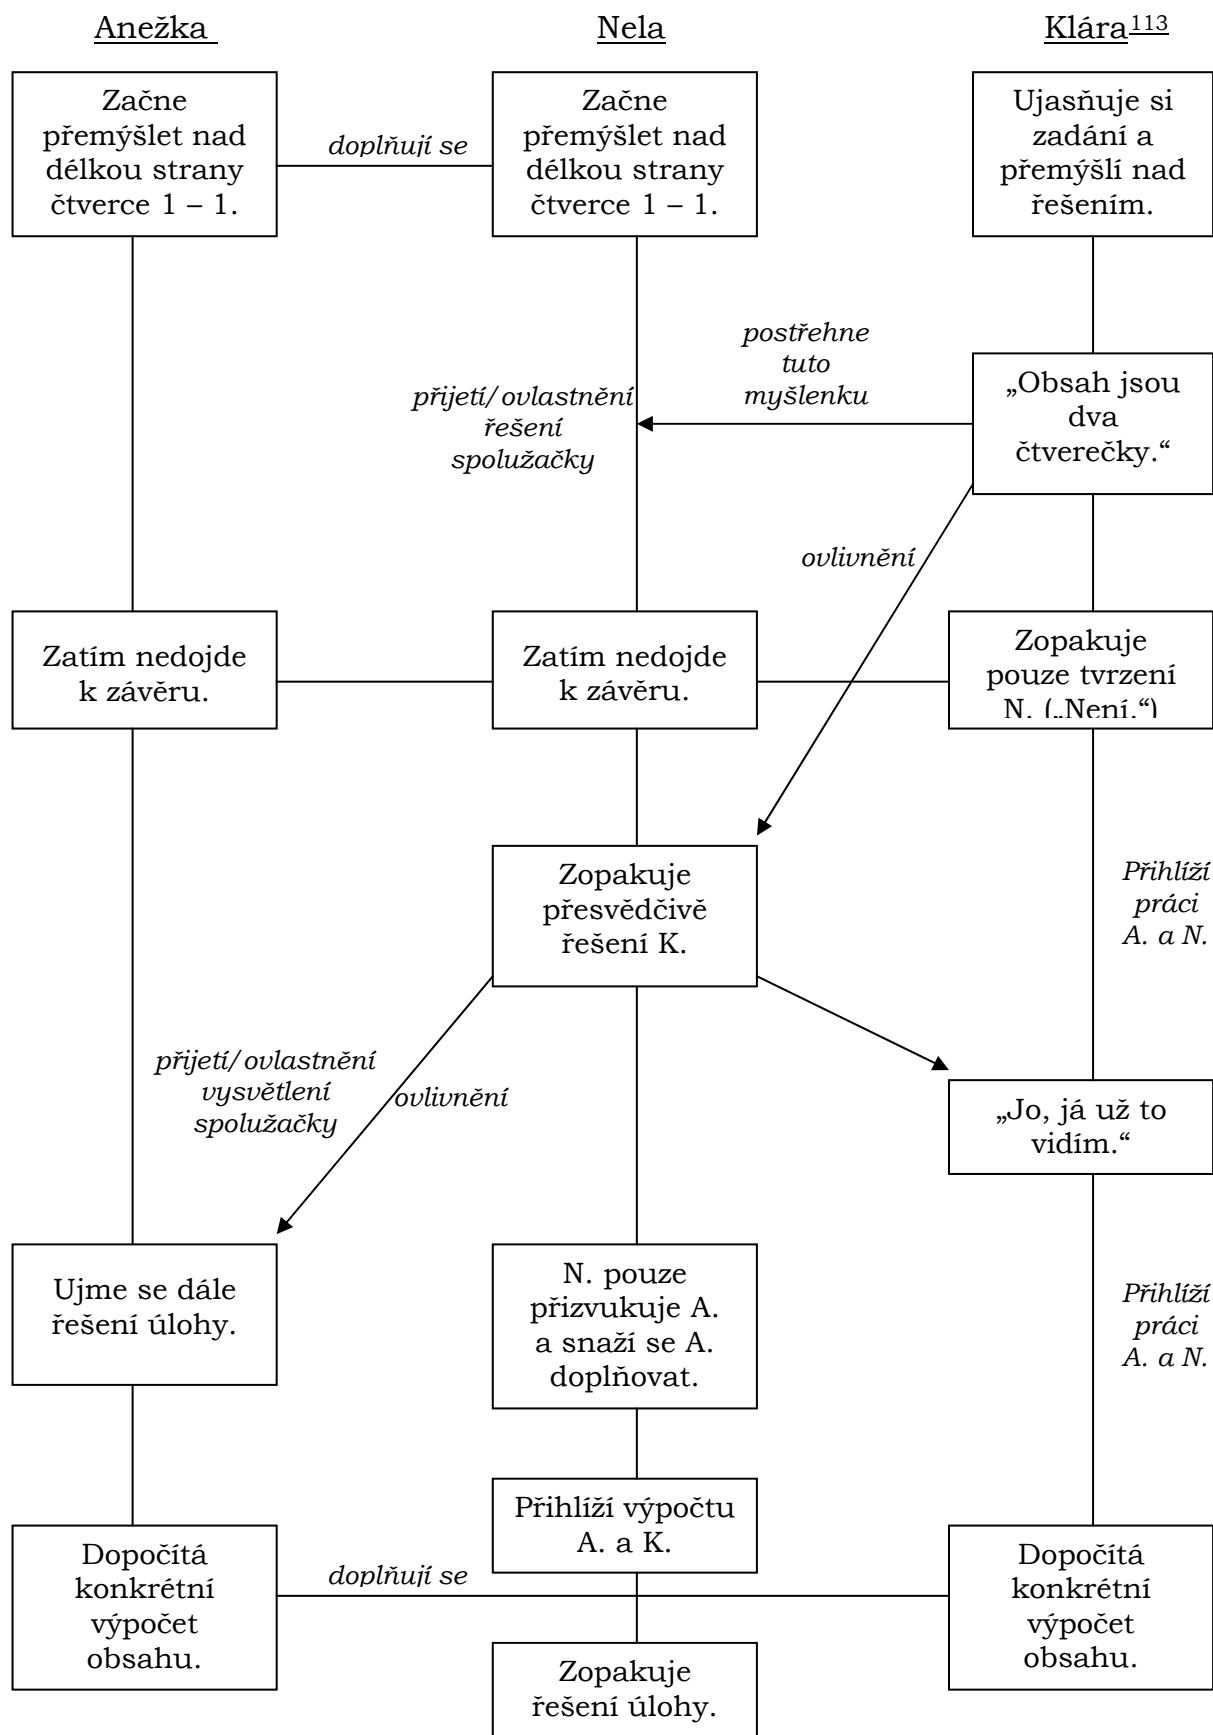 Anežka
Nela
Klára113
Začne
přemýšlet nad
délkou strany
čtverce 1 – 1.
doplňují se
Začne
přemýšlet nad
délkou strany
čtverce 1 – 1.
Ujasňuje si
zadání a
přemýšlí nad
řešením.
postřehne
tuto
myšlenku
přijetí/ovlastnění
řešení
spolužačky
„Obsah jsou
dva
čtverečky.“
ovlivnění
Zatím nedojde
k závěru.
Zatím nedojde
k závěru.
Zopakuje
pouze tvrzení
N. („Není.“)
Zopakuje
přesvědčivě
řešení K.
Přihlíží
práci
A. a N.
přijetí/ovlastnění
vysvětlení
spolužačky
ovlivnění
„Jo, já už to
vidím.“
Ujme se dále
řešení úlohy.
N. pouze
přizvukuje A.
a snaží se A.
doplňovat.
Přihlíží
práci
A. a N.
Přihlíží výpočtu
A. a K.
Dopočítá
konkrétní
výpočet
obsahu.
doplňují se
Dopočítá
konkrétní
výpočet
obsahu.
Zopakuje
řešení úlohy.